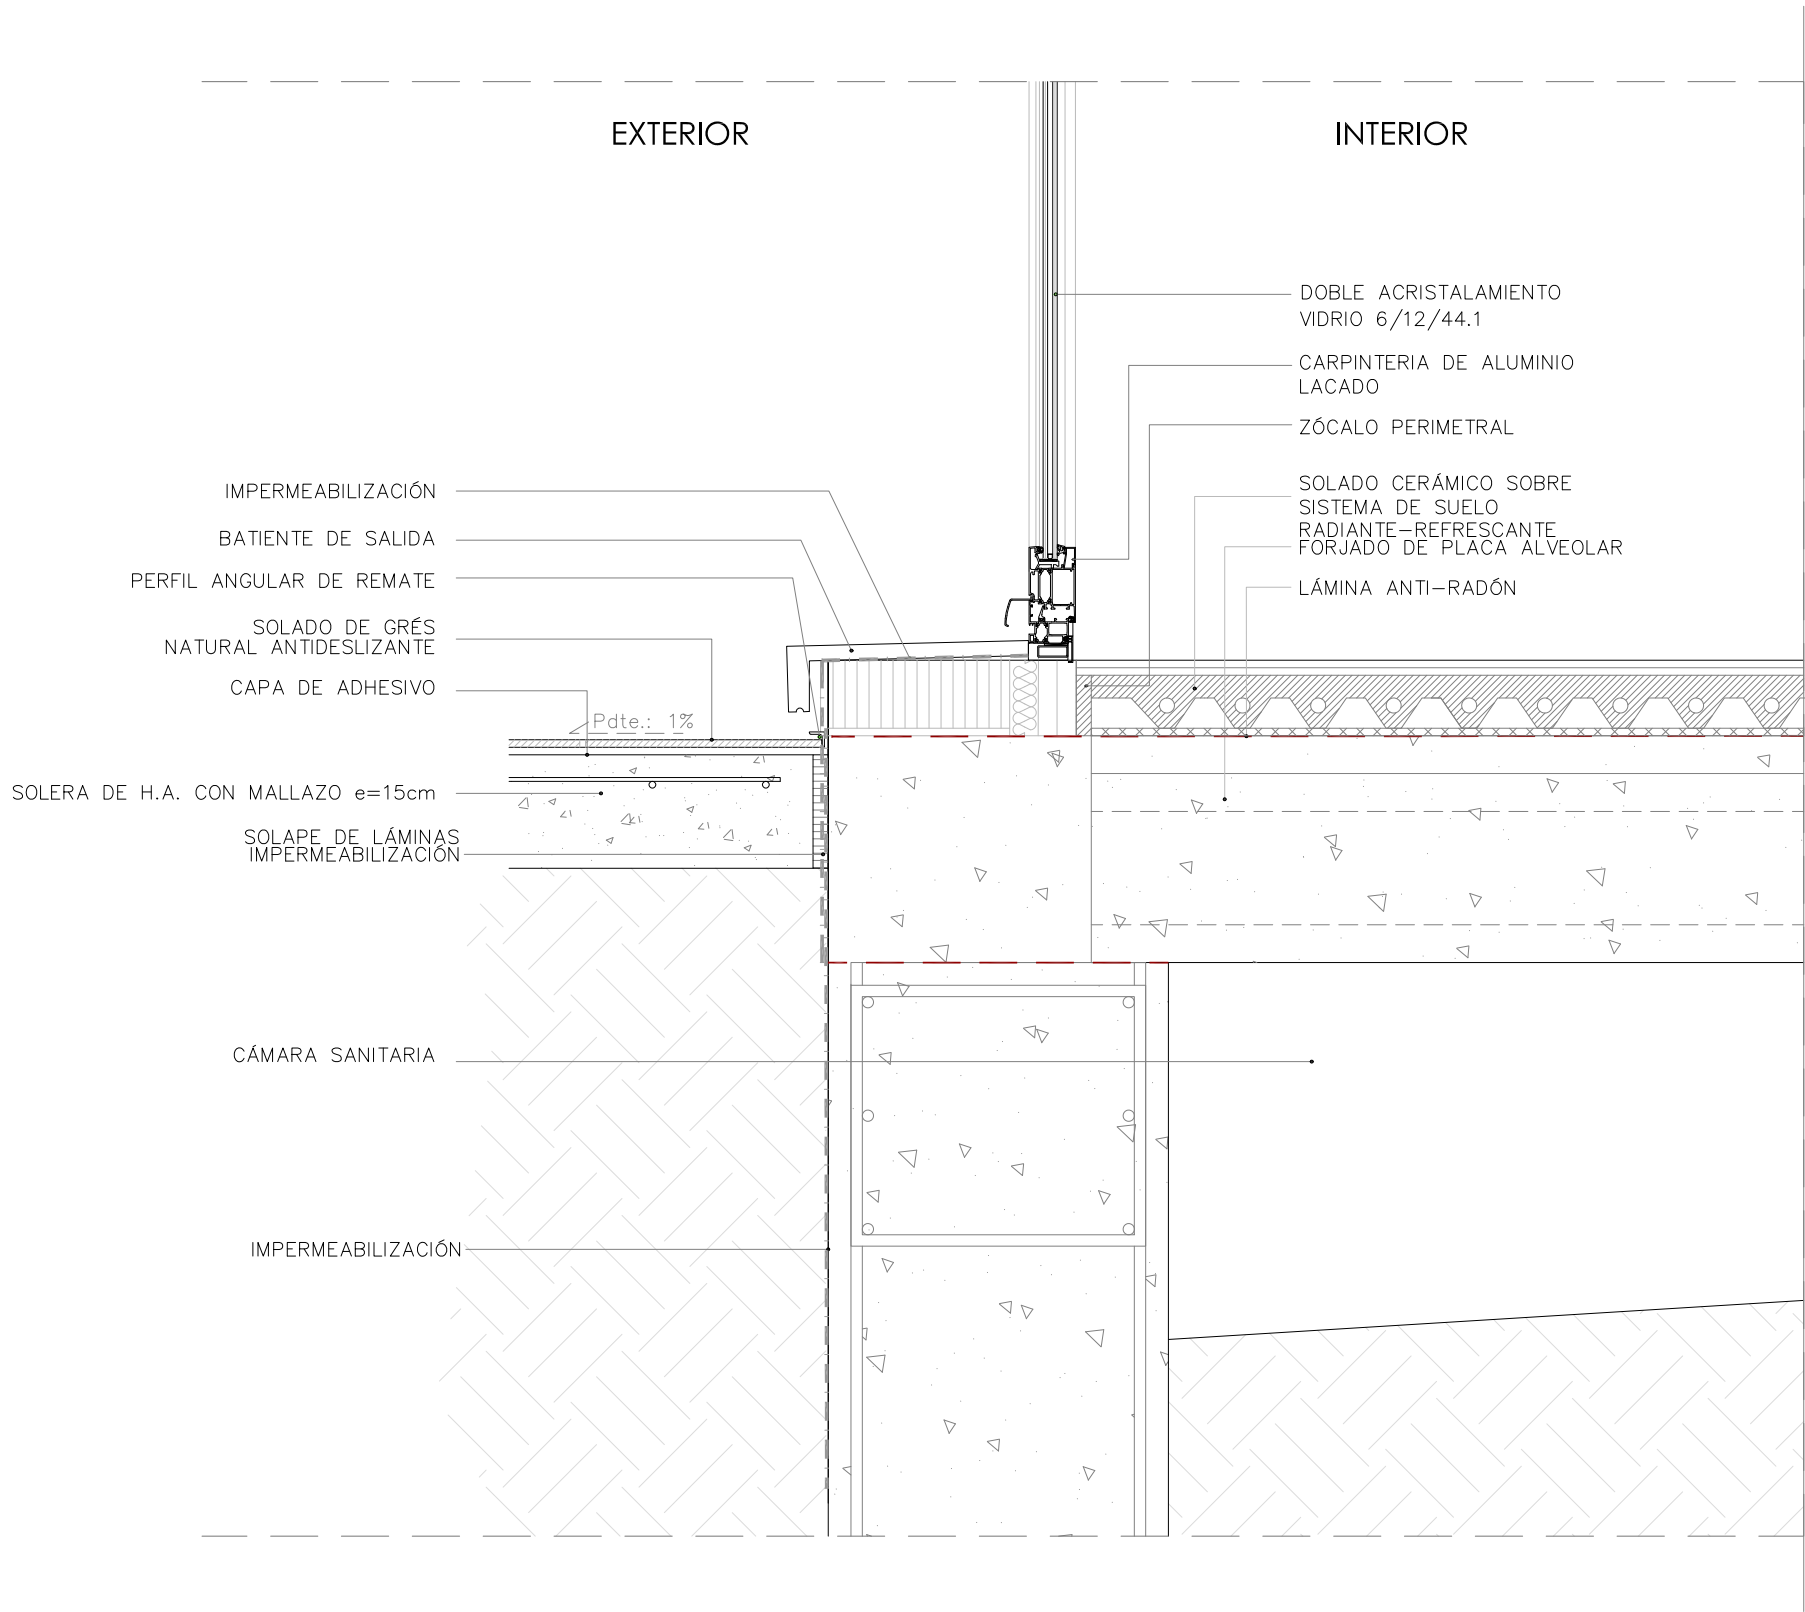 EXTERIOR
INTERIOR
DOBLE ACRISTALAMIENTO
VIDRIO 6/12/44.1
CARPINTERIA DE ALUMINIO
LACADO
ZÓCALO PERIMETRAL
SOLADO CERÁMICO SOBRE
SISTEMA DE SUELO
RADIANTE-REFRESCANTE
FORJADO DE PLACA ALVEOLAR
LÁMINA ANTI-RADÓN
IMPERMEABILIZACIÓN
BATIENTE DE SALIDA
PERFIL ANGULAR DE REMATE
SOLADO DE GRÉS
NATURAL ANTIDESLIZANTE
CAPA DE ADHESIVO
Pdte.: 1%
SOLERA DE H.A. CON MALLAZO e=15cm
SOLAPE DE LÁMINAS
IMPERMEABILIZACIÓN
CÁMARA SANITARIA
IMPERMEABILIZACIÓN